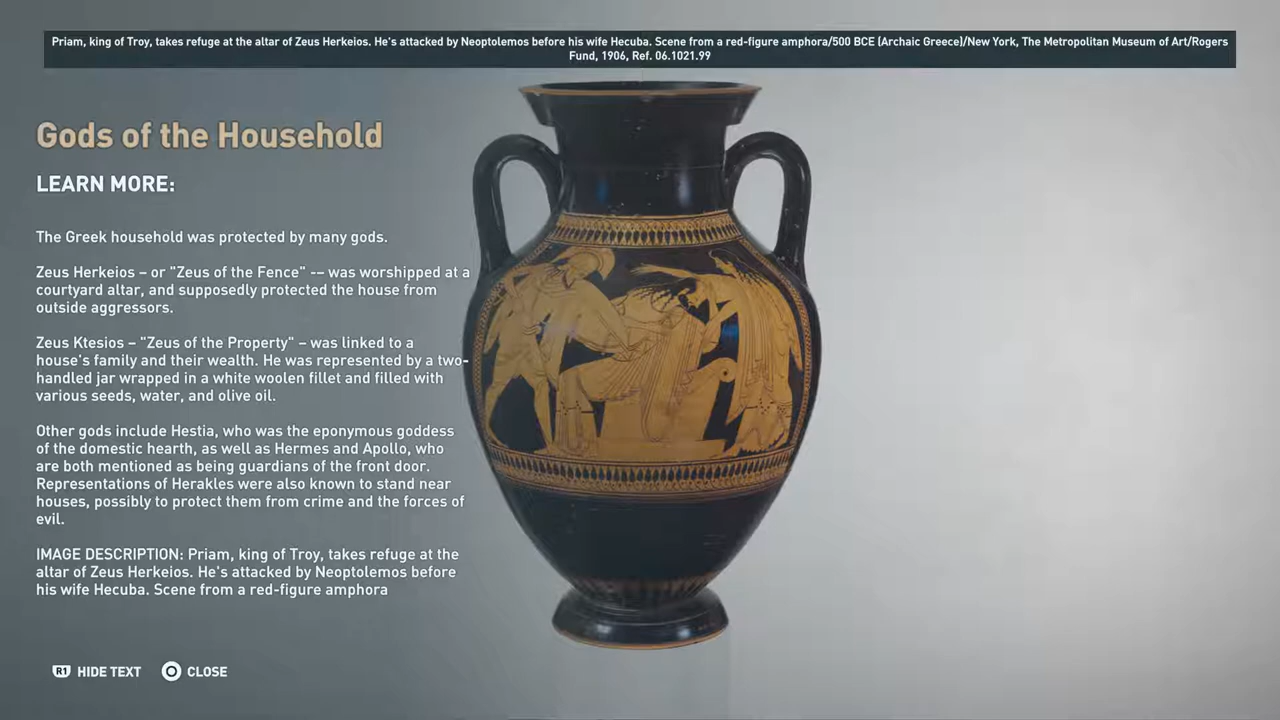 Priam, king of Troy, takes refuge at the altar of Zeus Herkeios. He's attacked by Neoptolemos before his wife Hecuba. Scene from a red-figure amphora/500 BCE (Archaic Greece)/New York, The Metropolitan Museum of Art/Rogers
Fund, 1906, Ref. 06.1021.99
Gods of the Household
LEARN MORE:
The Greek household was protected by many gods.
Zeus Herkeios – or "Zeus of the Fence" -– was worshipped at a
courtyard altar, and supposedly protected the house from
outside aggressors.
Zeus Ktesios – "Zeus of the Property" – was linked to a
house's family and their wealth. He was represented by a two-
handled jar wrapped in a white woolen fillet and filled with
various seeds, water, and olive oil.
Other gods include Hestia, who was the eponymous goddess
of the domestic hearth, as well as Hermes and Apollo, who
are both mentioned as being guardians of the front door.
Representations of Herakles were also known to stand near
houses, possibly to protect them from crime and the forces of
evil.
IMAGE DESCRIPTION: Priam, king of Troy, takes refuge at the
altar of Zeus Herkeios. He's attacked by Neoptolemos before
his wife Hecuba. Scene from a red-figure amphora
R1 HIDE TEXT CLOSE